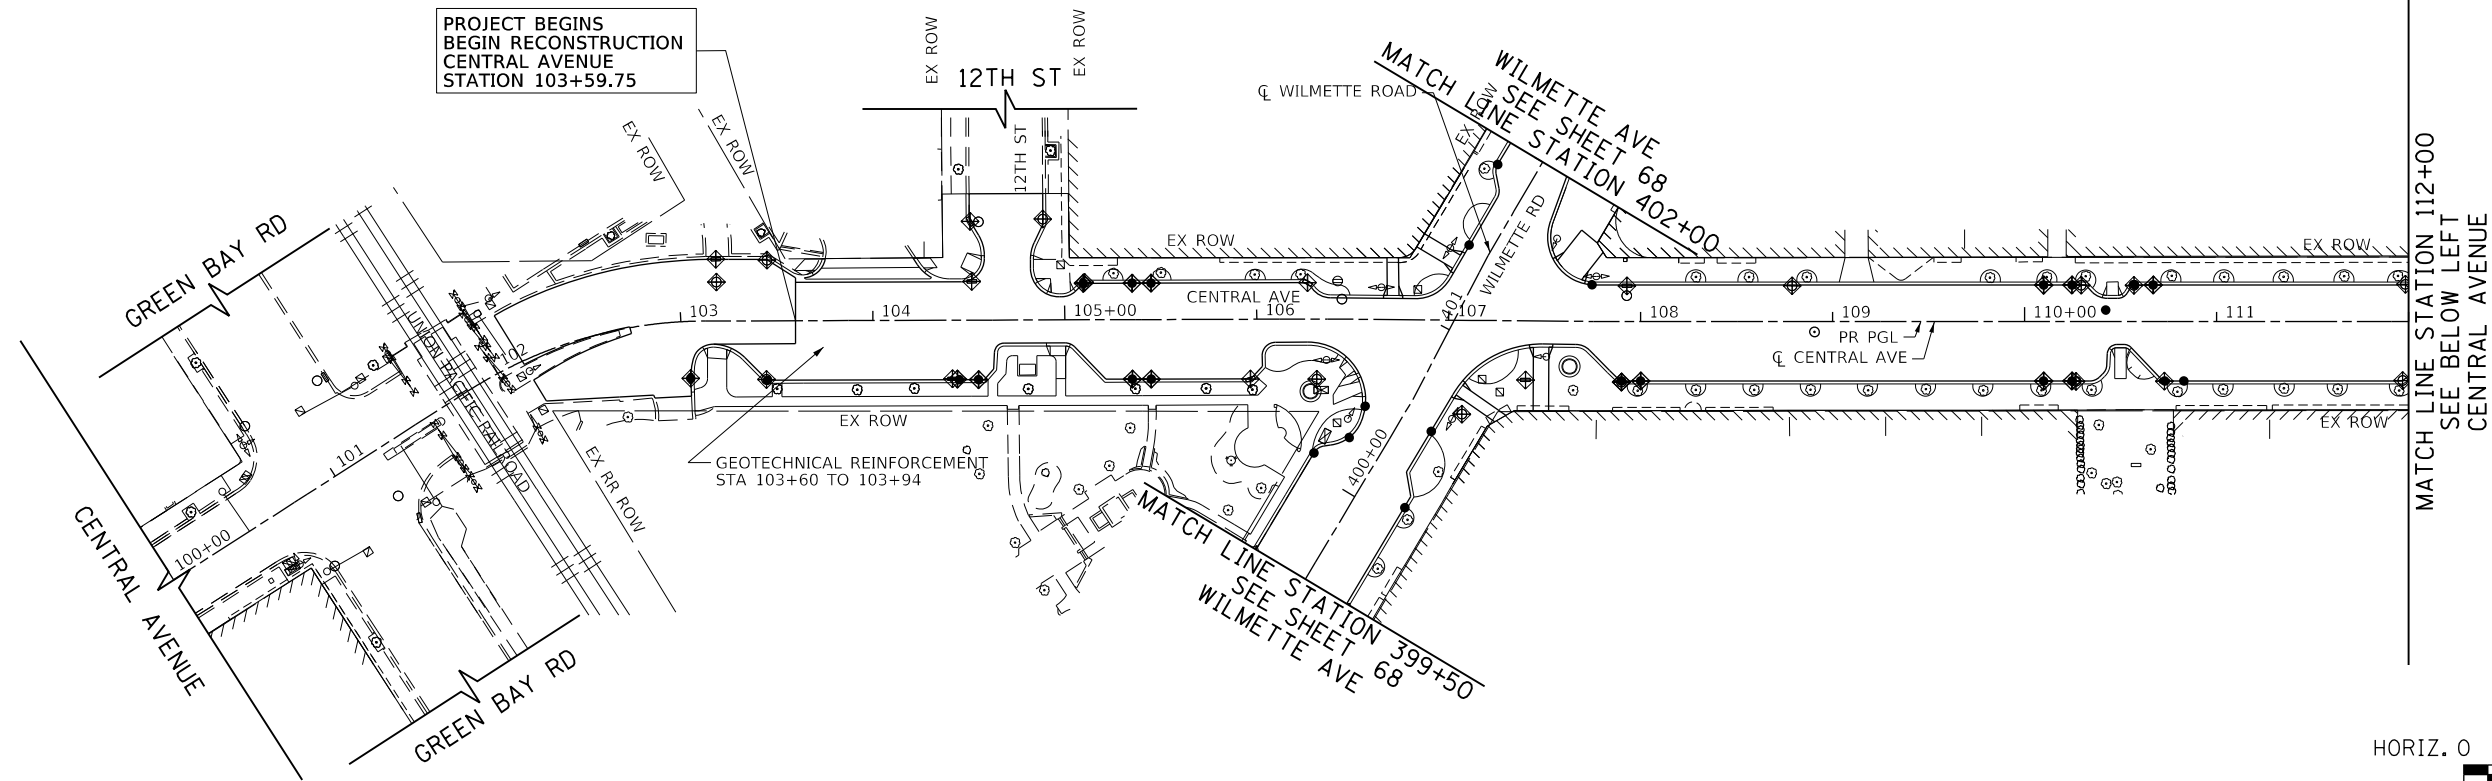 PROJECT BEGINS
BEGIN RECONSTRUCTION
CENTRAL AVENUE
STATION 103+59.75
EX ROW
EX ROW
12TH ST
12TH ST
EX ROW
EX ROW
℄ WILMETTE ROAD
EX ROW
WILMETTE AVE
SEE SHEET 68
MATCH LINE STATION 402+00
WILMETTE RD
EX ROW
EX ROW
MATCH LINE STATION 112+00
SEE BELOW LEFT
CENTRAL AVENUE
GREEN BAY RD
UNION PACIFIC RAILROAD
CENTRAL AVE
100+00
101
102
103
104
105+00
106
107
108
109
110+00
111
401
400+00
PR PGL
℄ CENTRAL AVE
EX ROW
EX ROW
GEOTECHNICAL REINFORCEMENT
STA 103+60 TO 103+94
EX RR ROW
CENTRAL AVENUE
GREEN BAY RD
MATCH LINE STATION 399+50
SEE SHEET 68
WILMETTE AVE
HORIZ. 0